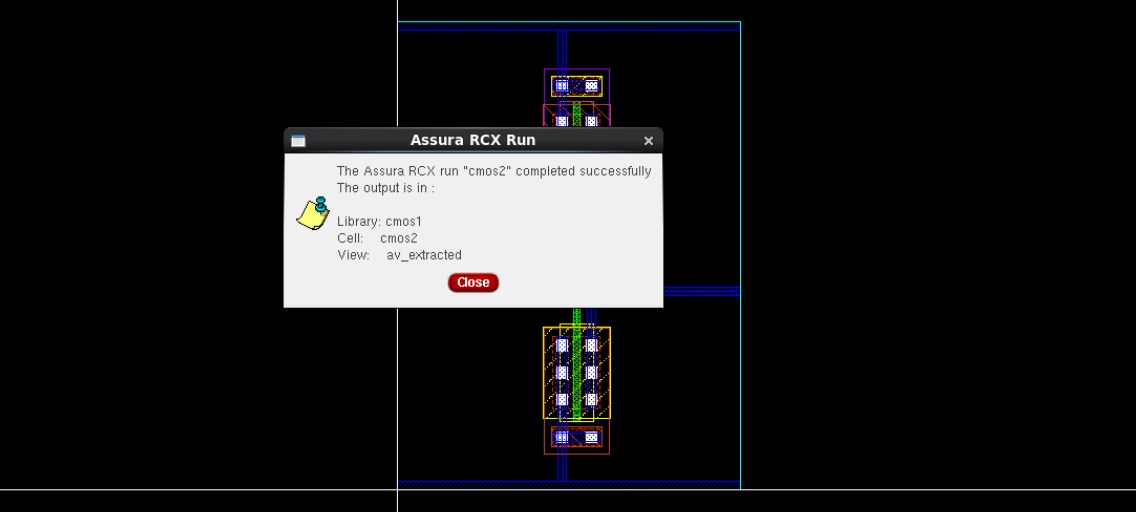 Assura RCX Run
The Assura RCX run "cmos2" completed successfully
The output is in :
Library: cmos1
Cell: cmos2
View: av_extracted
Close